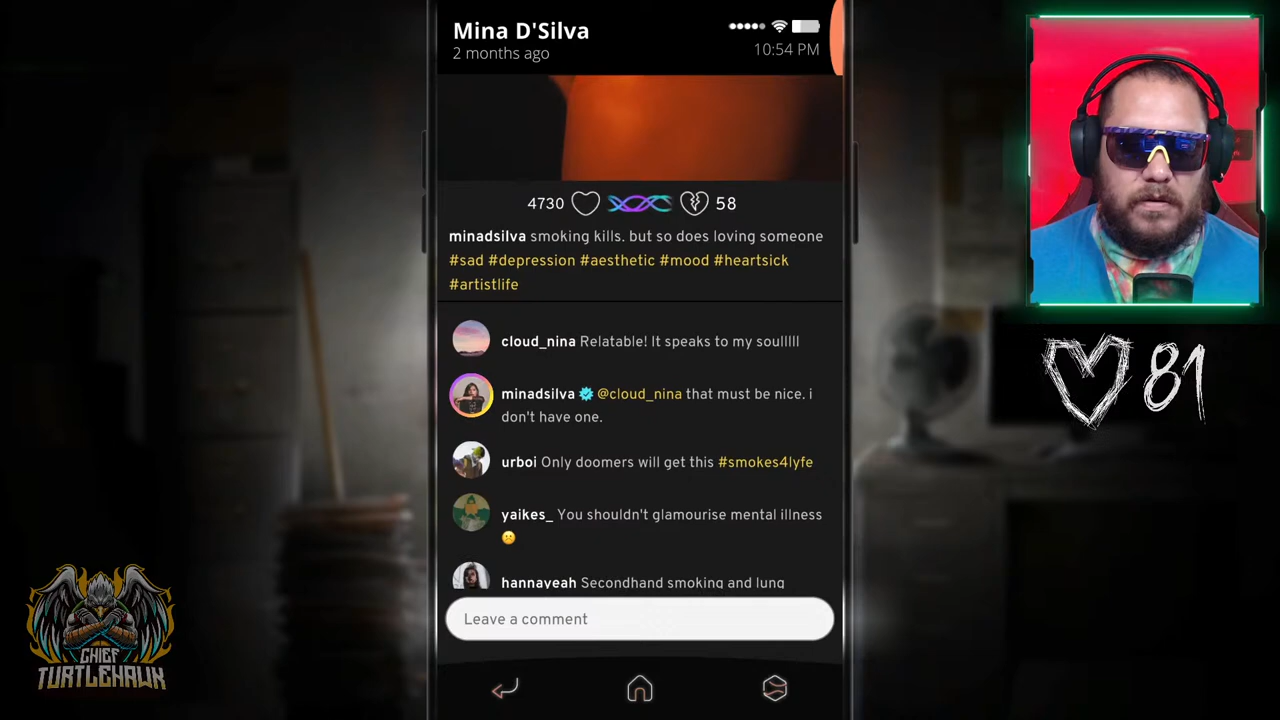 Mina D'Silva
2 months ago
10:54 PM
4730
58
minadsilva smoking kills. but so does loving someone
#sad #depression #aesthetic #mood #heartsick
#artistlife
cloud_nina Relatable! It speaks to my soulllll
minadsilva @cloud_nina that must be nice. i
don't have one.
urboi Only doomers will get this #smokes4lyfe
yaikes_ You shouldn't glamourise mental illness
☹️
hannayeah Secondhand smoking and lung
Leave a comment
81
CHIEF
TURTLEHAWK